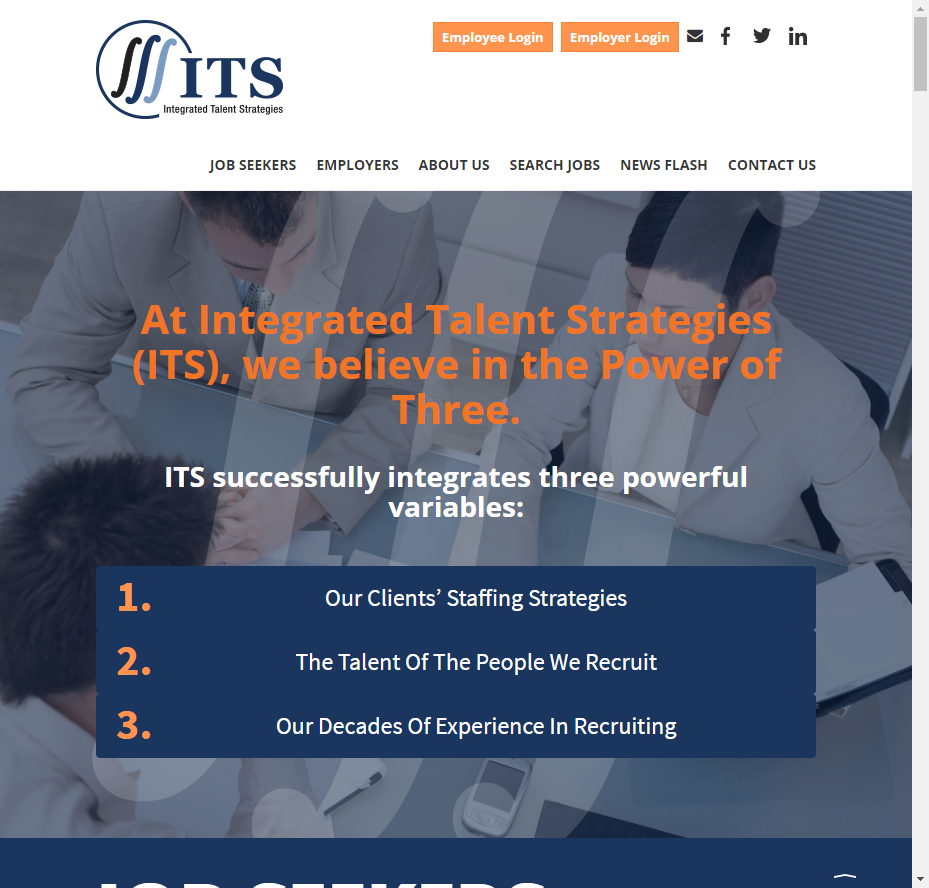 Employee Login
Employer Login
ITS
Integrated Talent Strategies
JOB SEEKERS
EMPLOYERS
ABOUT US
SEARCH JOBS
NEWS FLASH
CONTACT US
At Integrated Talent Strategies
(ITS), we believe in the Power of
Three.
ITS successfully integrates three powerful
variables:
1. Our Clients’ Staffing Strategies
2. The Talent Of The People We Recruit
3. Our Decades Of Experience In Recruiting
JOB SEEKERS